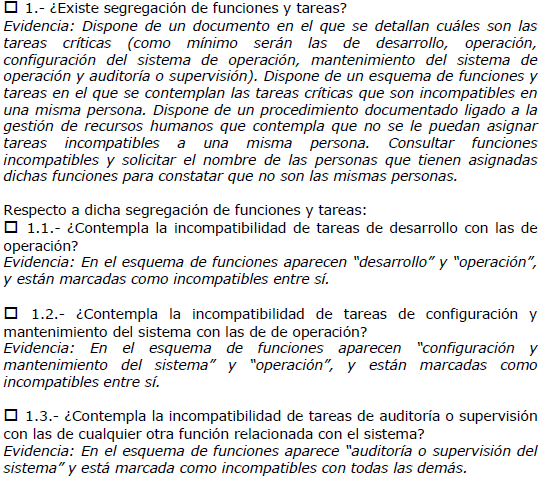 ☐ 1.- ¿Existe segregación de funciones y tareas?
Evidencia: Dispone de un documento en el que se detallan cuáles son las
tareas críticas (como mínimo serán las de desarrollo, operación,
configuración del sistema de operación, mantenimiento del sistema de
operación y auditoría o supervisión). Dispone de un esquema de funciones y
tareas en el que se contemplan las tareas críticas que son incompatibles en
una misma persona. Dispone de un procedimiento documentado ligado a la
gestión de recursos humanos que contempla que no se le puedan asignar
tareas incompatibles a una misma persona. Consultar funciones
incompatibles y solicitar el nombre de las personas que tienen asignadas
dichas funciones para constatar que no son las mismas personas.
Respecto a dicha segregación de funciones y tareas:
☐ 1.1.- ¿Contempla la incompatibilidad de tareas de desarrollo con las de
operación?
Evidencia: En el esquema de funciones aparecen “desarrollo” y “operación”,
y están marcadas como incompatibles entre sí.
☐ 1.2.- ¿Contempla la incompatibilidad de tareas de configuración y
mantenimiento del sistema con las de de operación?
Evidencia: En el esquema de funciones aparecen “configuración y
mantenimiento del sistema” y “operación”, y están marcadas como
incompatibles entre sí.
☐ 1.3.- ¿Contempla la incompatibilidad de tareas de auditoría o supervisión
con las de cualquier otra función relacionada con el sistema?
Evidencia: En el esquema de funciones aparece “auditoría o supervisión del
sistema” y está marcada como incompatibles con todas las demás.